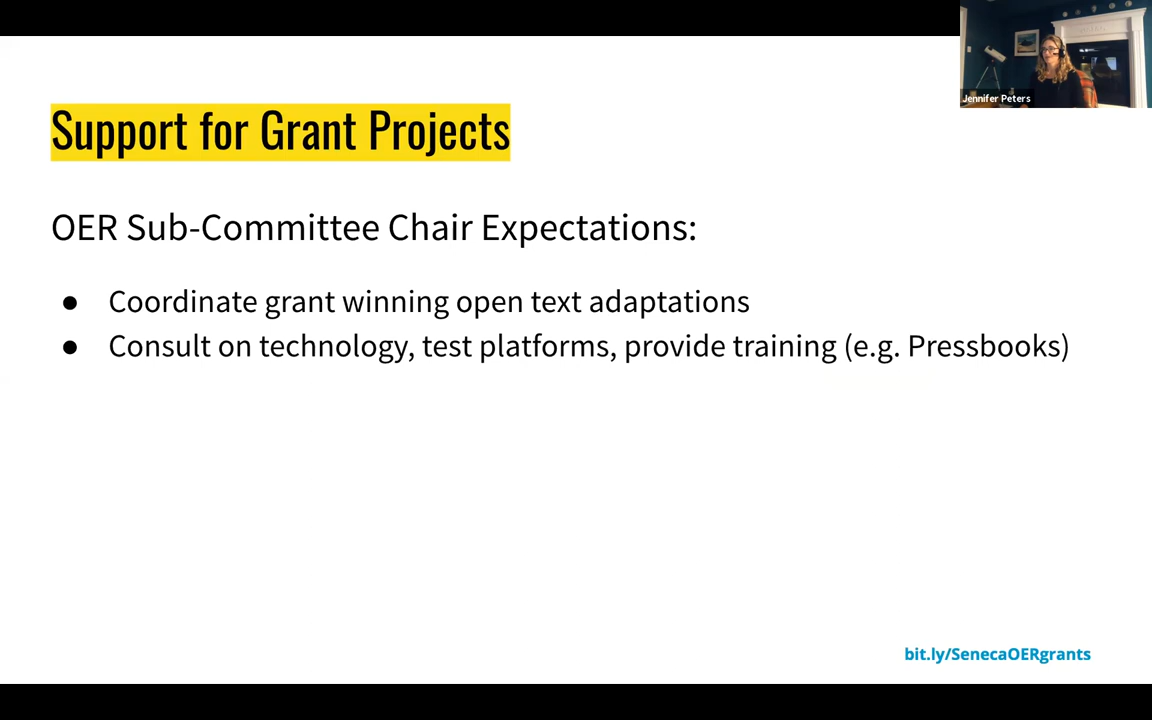 Jennifer Peters
Support for Grant Projects
OER Sub-Committee Chair Expectations:
● Coordinate grant winning open text adaptations
● Consult on technology, test platforms, provide training (e.g. Pressbooks)
bit.ly/SenecaOERgrants